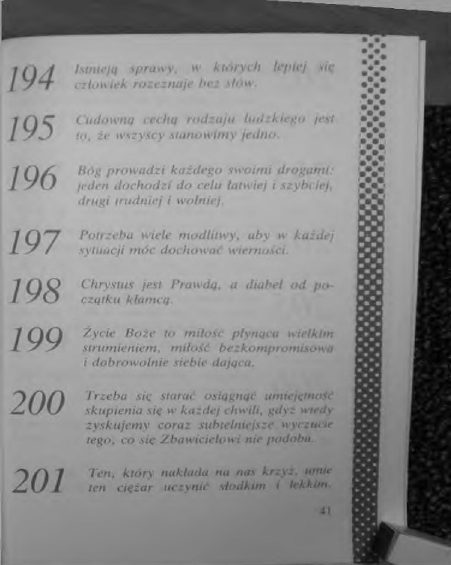 194
Istnieją sprawy, w których lepiej się
człowiek rozeznaje bez słów.
195
Cudowną cechą rodzaju ludzkiego jest
to, że wszyscy stanowimy jedno.
196
Bóg prowadzi każdego swoimi drogami:
jeden dochodzi do celu łatwiej i szybciej,
drugi trudniej i wolniej.
197
Potrzeba wiele modlitwy, aby w każdej
sytuacji móc dochować wierności.
198
Chrystus jest Prawdą, a diabeł od po-
czątku kłamcą.
199
Życie Boże to miłość płynąca wielkim
strumieniem, miłość bezkompromisowa
i dobrowolnie siebie dająca.
200
Trzeba się starać osiągnąć umiejętność
skupienia się w każdej chwili, gdyż wtedy
zyskujemy coraz subtelniejsze wyczucie
tego, co się Zbawicielowi nie podoba.
201
Ten, który nakłada na nas krzyż, umie
ten ciężar uczynić słodkim i lekkim.
41